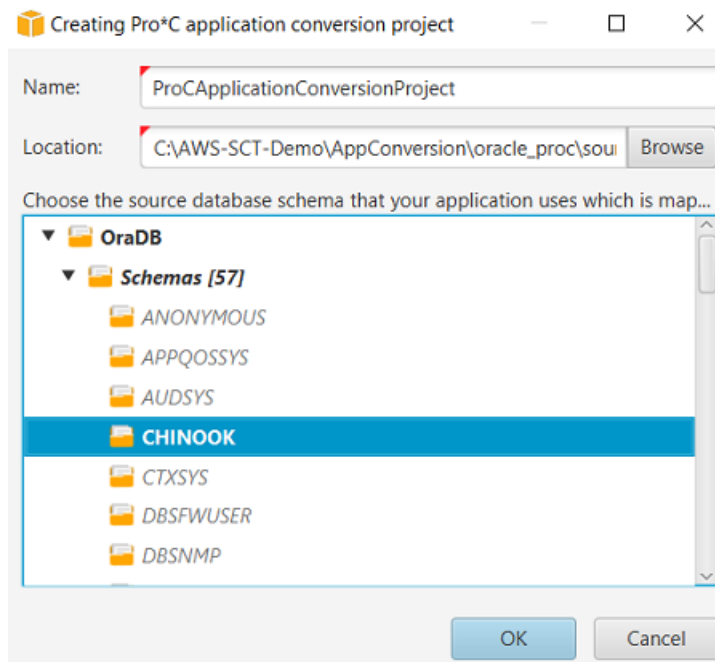 Creating Pro*C application conversion project
Name: ProCApplicationConversionProject
Location: C:\AWS-SCT-Demo\AppConversion\oracle_proc\sour Browse
Choose the source database schema that your application uses which is map...
OraDB
Schemas [57]
ANONYMOUS
APPQOSSYS
AUDSYS
CHINOOK
CTXSYS
DBSFWUSER
DBSNMP
OK Cancel